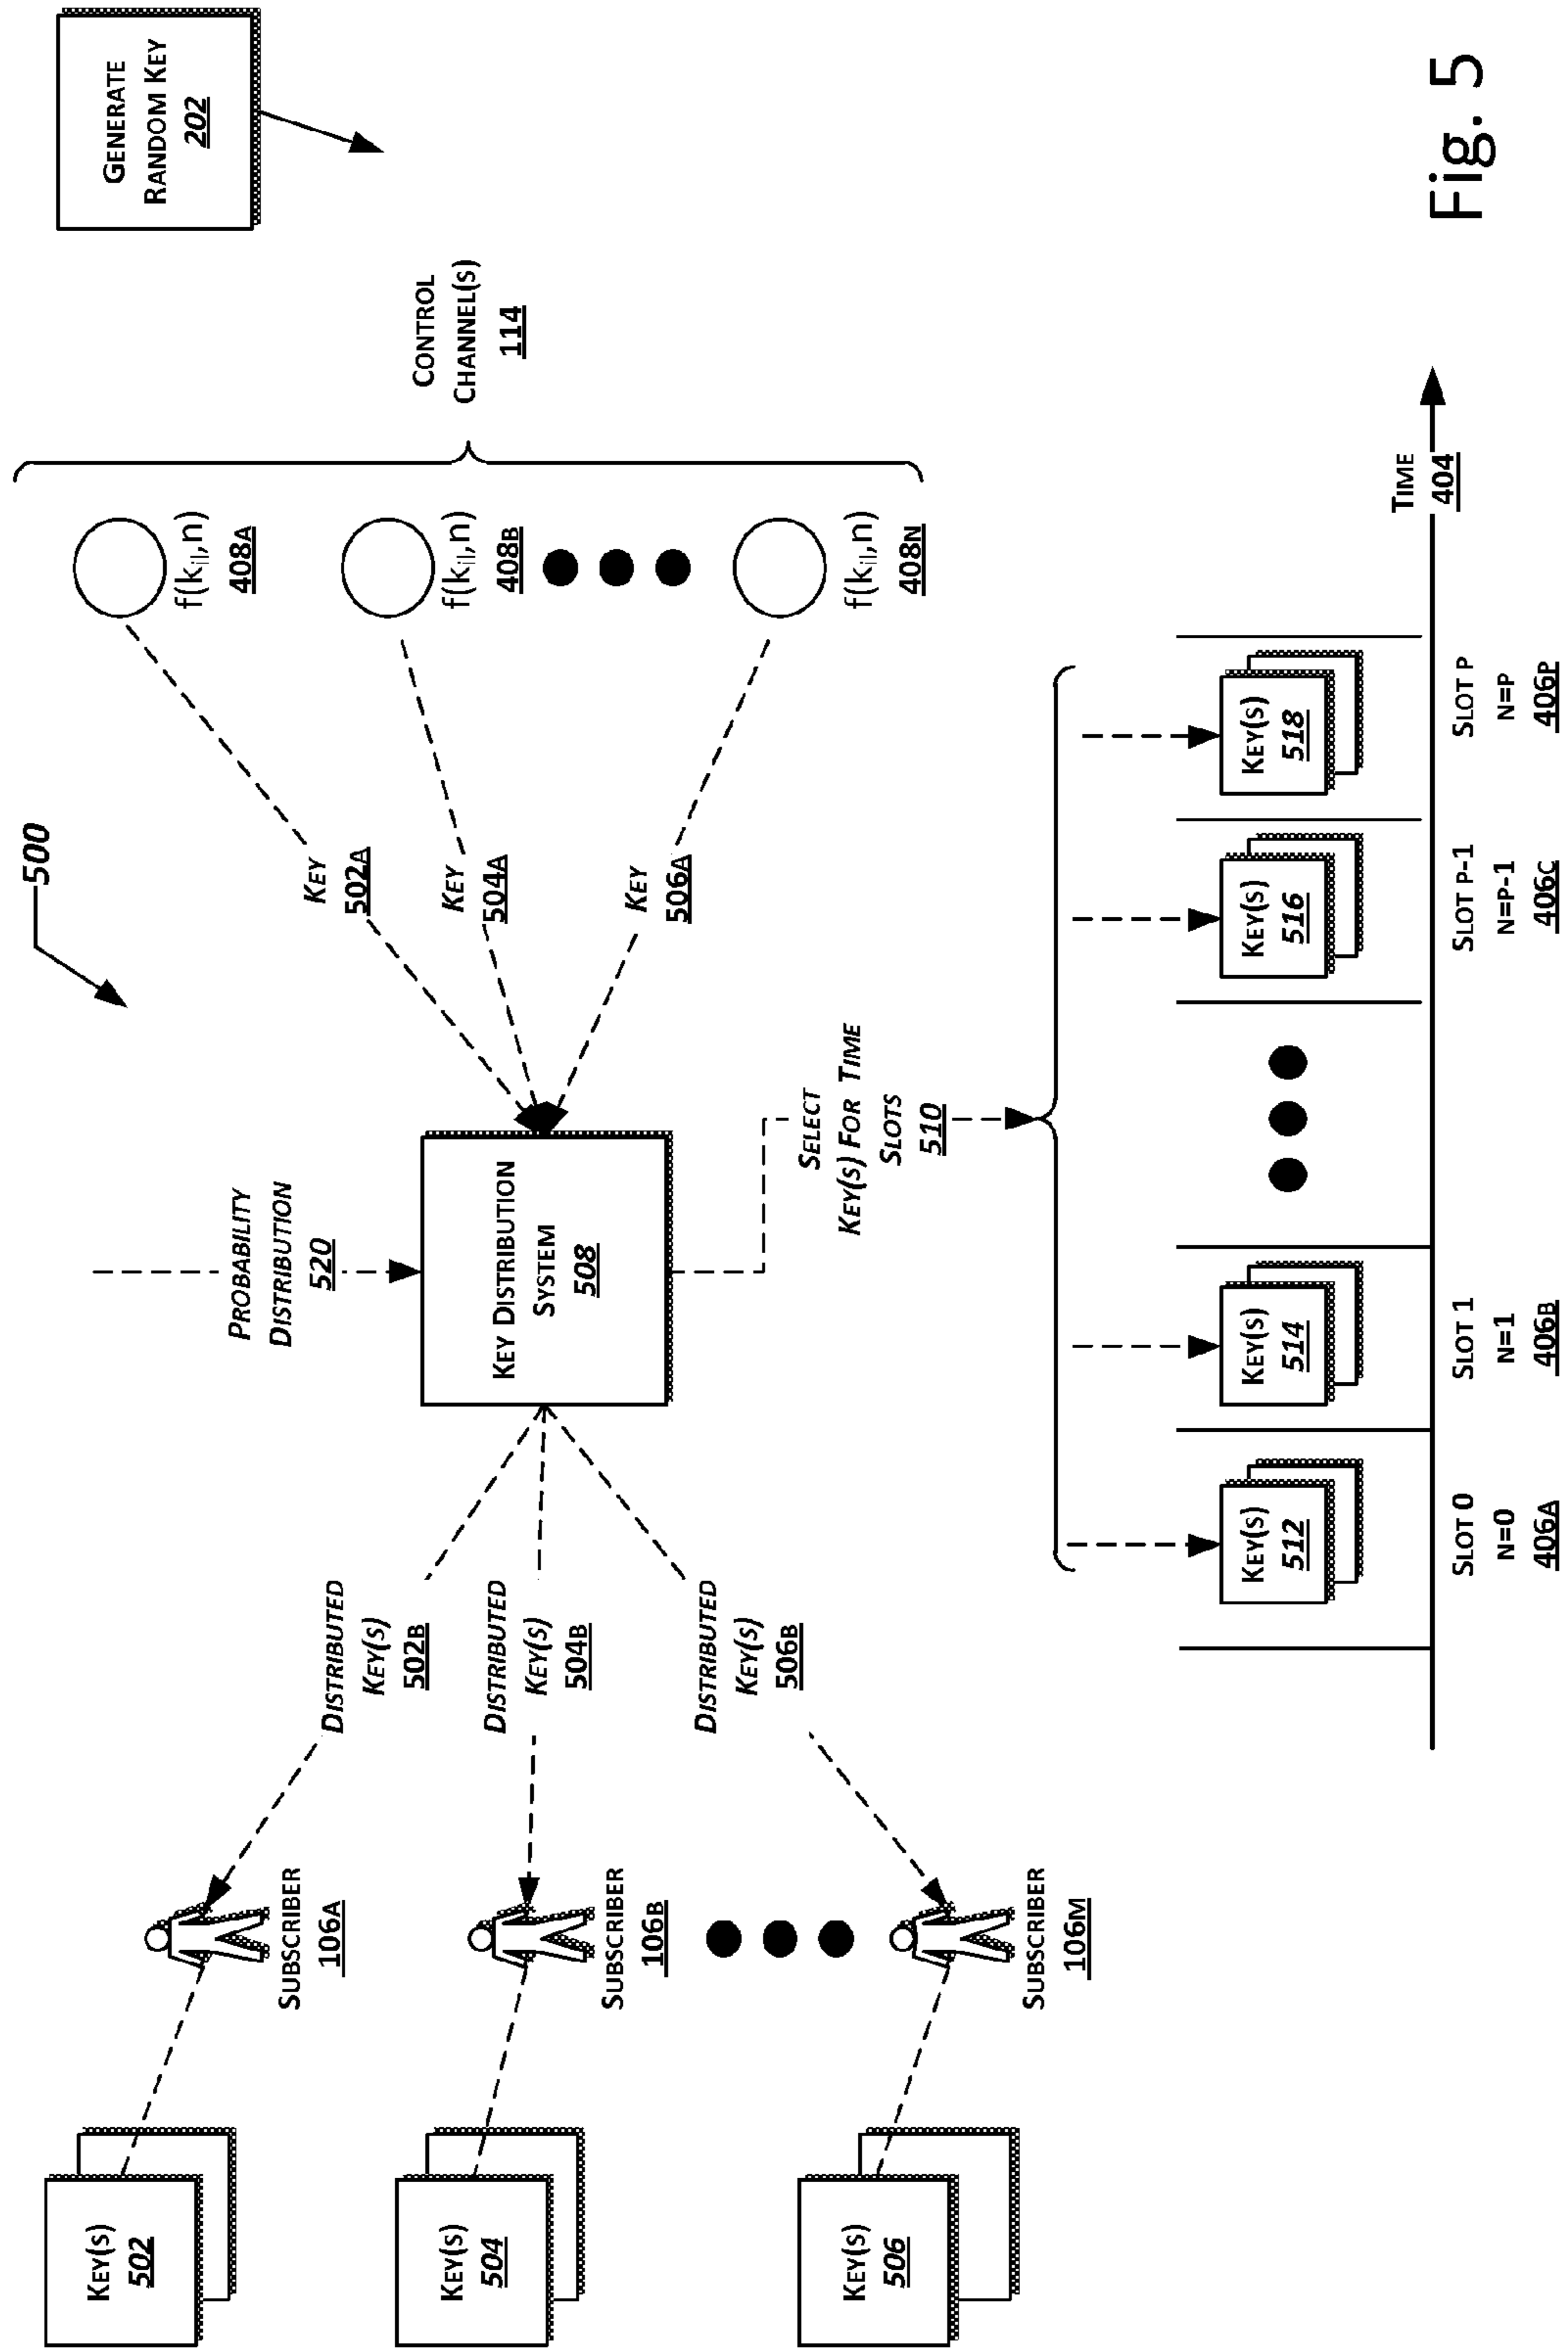 500
GENERATE
RANDOM KEY
202
KEY(S)
502
SUBSCRIBER
106A
DISTRIBUTED
KEY(S)
502B
PROBABILITY
DISTRIBUTION
520
KEY
502A
f(kil,n)
408A
KEY(S)
504
SUBSCRIBER
106B
DISTRIBUTED
KEY(S)
504B
KEY DISTRIBUTION
SYSTEM
508
KEY
504A
f(kil,n)
408B
CONTROL
CHANNEL(S)
114
KEY(S)
506
SUBSCRIBER
106M
DISTRIBUTED
KEY(S)
506B
KEY
506A
f(kil,n)
408N
SELECT
KEY(S) FOR TIME
SLOTS
510
KEY(S)
512
KEY(S)
514
KEY(S)
516
KEY(S)
518
TIME
404
SLOT 0
N=0
406A
SLOT 1
N=1
406B
SLOT P-1
N=P-1
406C
SLOT P
N=P
406P
Fig. 5